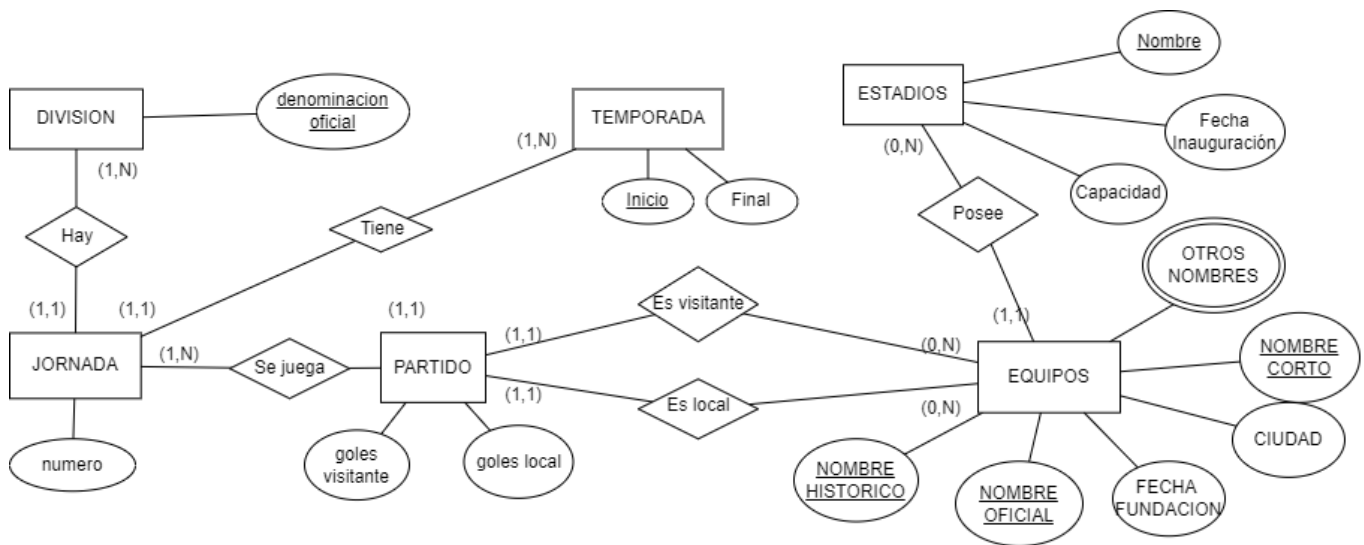 Nombre
ESTADIOS
DIVISION
denominacion
oficial
TEMPORADA
Fecha
Inauguración
(1,N)
(1,N)
(0,N)
Inicio
Final
Capacidad
Hay
Tiene
Posee
OTROS
NOMBRES
(1,1)
(1,1)
(1,1)
Es visitante
(1,1)
(1,1)
(0,N)
JORNADA
(1,N)
Se juega
PARTIDO
EQUIPOS
NOMBRE
CORTO
(1,1)
Es local
(0,N)
CIUDAD
numero
goles
visitante
goles local
NOMBRE
HISTORICO
NOMBRE
OFICIAL
FECHA
FUNDACION